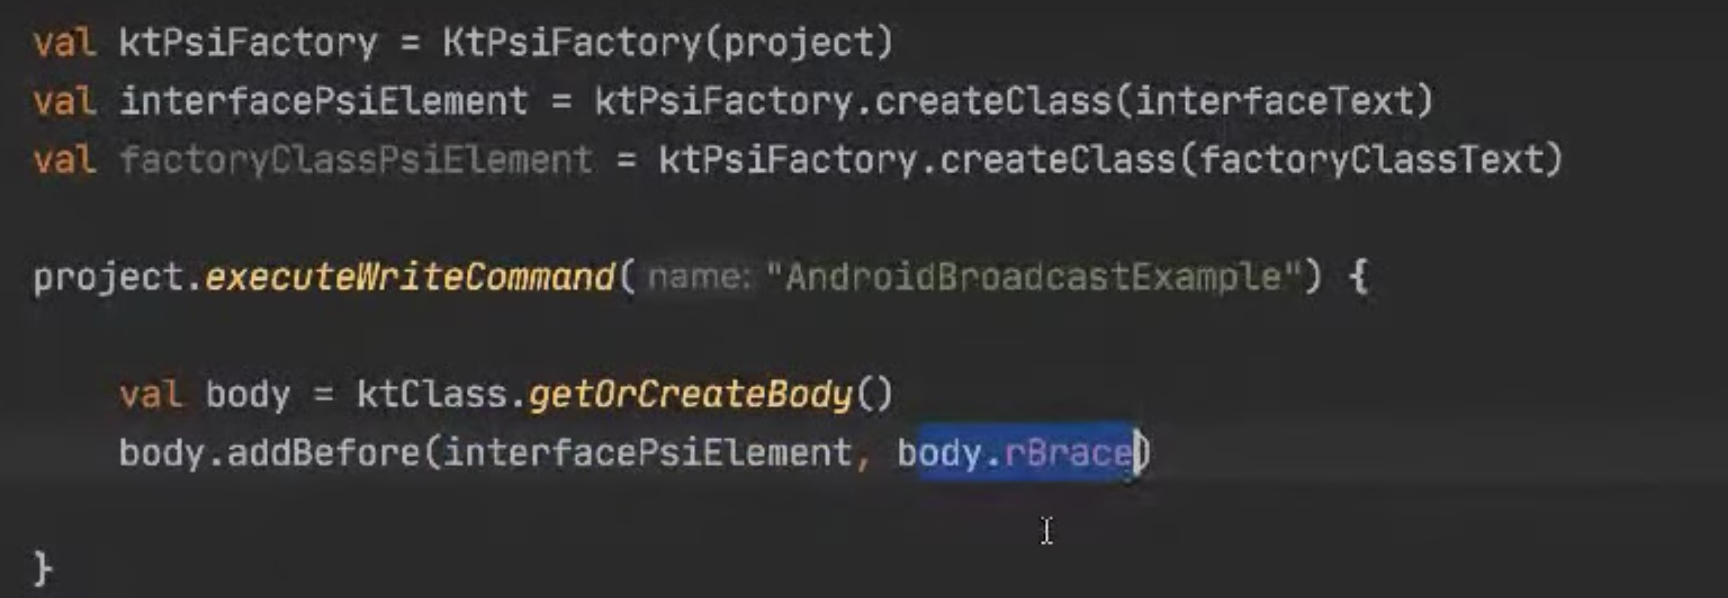 val ktPsiFactory = KtPsiFactory(project)
val interfacePsiElement = ktPsiFactory.createClass(interfaceText)
val factoryClassPsiElement = ktPsiFactory.createClass(factoryClassText)
project.executeWriteCommand( name: "AndroidBroadcastExample") {
val body = ktClass.getOrCreateBody()
body.addBefore(interfacePsiElement, body.rBrace)
}